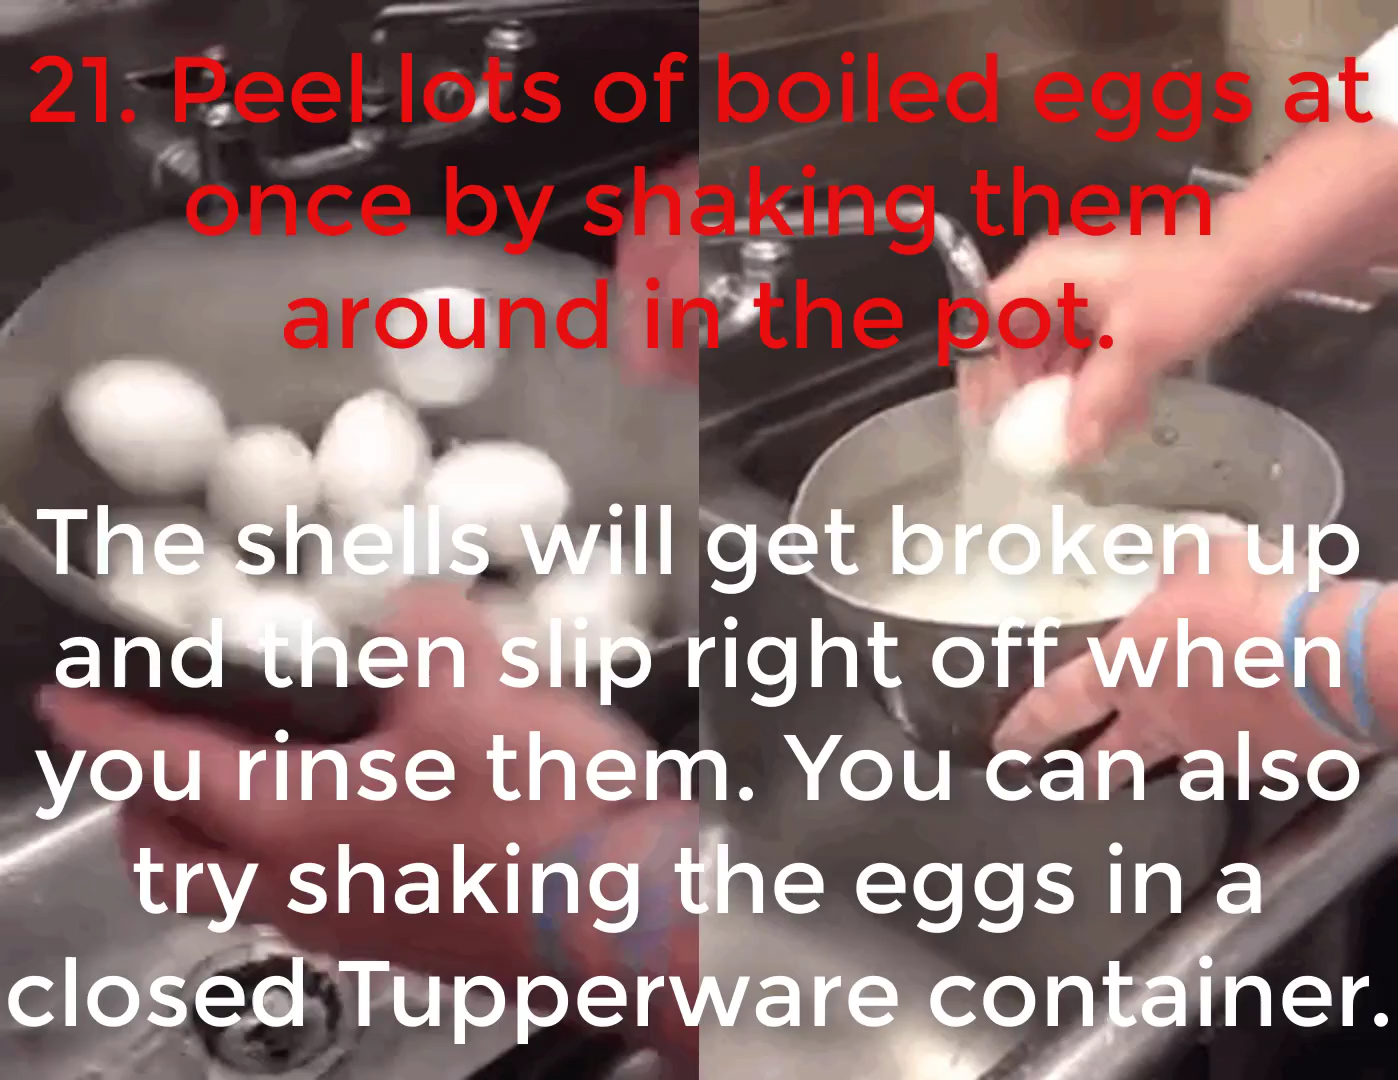 21. Peel lots of boiled eggs at
once by shaking them
around in the pot.
The shells will get broken up
and then slip right off when
you rinse them. You can also
try shaking the eggs in a
closed Tupperware container.